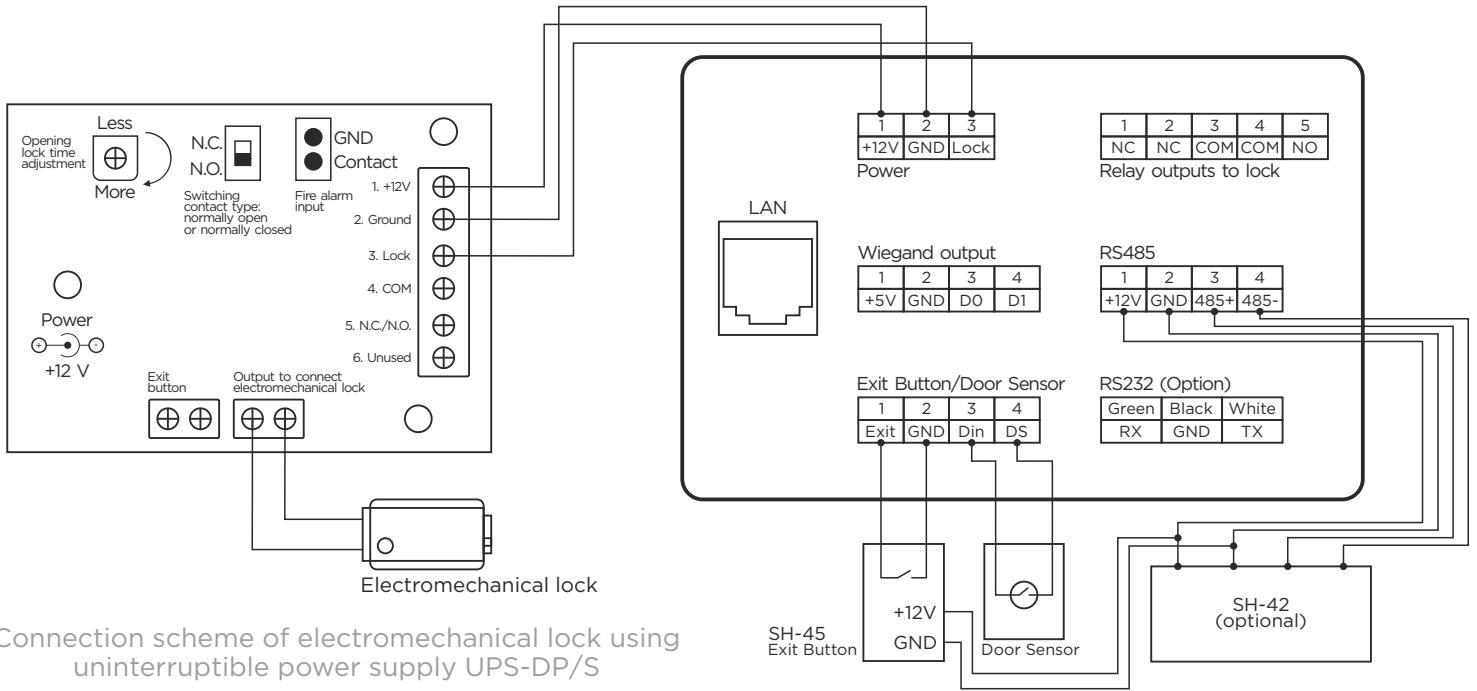 Less
Opening
lock time
adjustment
More
N.C.
N.O.
Switching
contact type:
normally open
or normally closed
GND
Contact
Fire alarm
input
1. +12V
2. Ground
3. Lock
4. COM
5. N.C./N.O.
6. Unused
Power
+ -
+12 V
Exit
button
Output to connect
electromechanical lock
Electromechanical lock
Connection scheme of electromechanical lock using
uninterruptible power supply UPS-DP/S
1 2 3
+12V GND Lock
Power
1 2 3 4 5
NC NC COM COM NO
Relay outputs to lock
LAN
Wiegand output
1 2 3 4
+5V GND D0 D1
RS485
1 2 3 4
+12V GND 485+ 485-
Exit Button/Door Sensor
1 2 3 4
Exit GND Din DS
RS232 (Option)
Green Black White
RX GND TX
+12V
GND
SH-45
Exit Button
Door Sensor
SH-42
(optional)